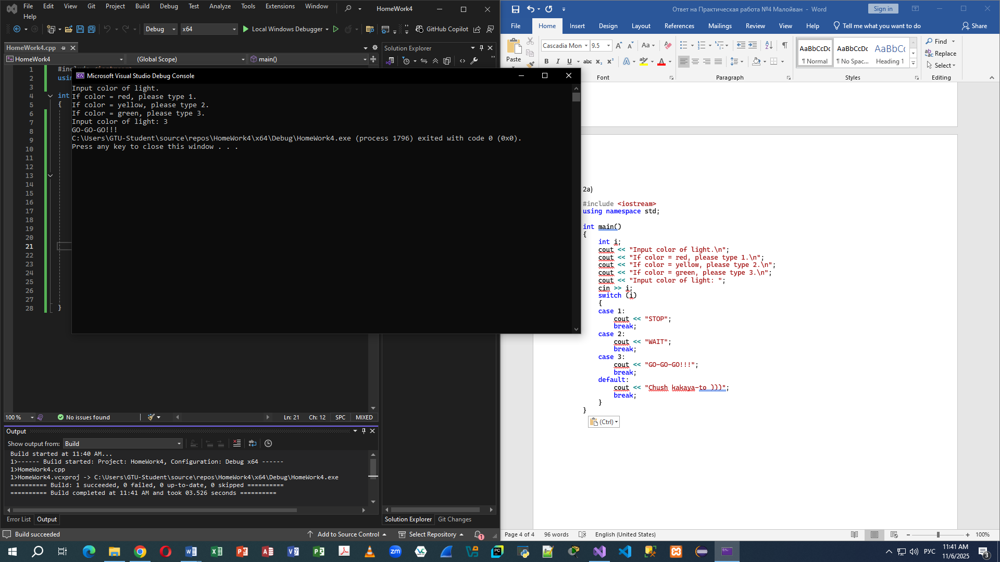 File Edit View Git Project Build Debug Test Analyze Tools Extensions Window HomeWork4
Help
Debug x64 Local Windows Debugger GitHub Copilot
HomeWork4.cpp
HomeWork4 (Global Scope) main()
Solution Explorer
1 #include <iostream>
2 usin
3
4 int
5 {
6
7
8
9
10
11
12
13
14
15
16
17
18
19
20
21
22
23
24
25
26
27
28 }
Microsoft Visual Studio Debug Console
Input color of light.
If color = red, please type 1.
If color = yellow, please type 2.
If color = green, please type 3.
Input color of light: 3
GO-GO-GO!!!
C:\Users\GTU-Student\source\repos\HomeWork4\x64\Debug\HomeWork4.exe (process 1796) exited with code 0 (0x0).
Press any key to close this window . . .
100 % No issues found Ln: 21 Ch: 12 SPC MIXED
Output
Show output from: Build
Build started at 11:40 AM...
1>------ Build started: Project: HomeWork4, Configuration: Debug x64 ------
1>HomeWork4.cpp
1>HomeWork4.vcxproj -> C:\Users\GTU-Student\source\repos\HomeWork4\x64\Debug\HomeWork4.exe
========== Build: 1 succeeded, 0 failed, 0 up-to-date, 0 skipped ==========
========== Build completed at 11:41 AM and took 03.526 seconds ==========
Error List Output
Solution Explorer Git Changes
Build succeeded Add to Source Control Select Repository 1
Ответ на Практическая работа №4 Малойван - Word Sign in
File Home Insert Design Layout References Mailings Review View Help Tell me what you want to do Share
Paste
Cascadia Mon 9.5
Font Paragraph Styles Editing
AaBbCcDc AaBbCcDc AaBbCc
¶ Normal ¶ No Spac... Heading 1
Find
Replace
Select
2a)
#include <iostream>
using namespace std;
int main()
{
int i;
cout << "Input color of light.\n";
cout << "If color = red, please type 1.\n";
cout << "If color = yellow, please type 2.\n";
cout << "If color = green, please type 3.\n";
cout << "Input color of light: ";
cin >> i;
switch (i)
{
case 1:
cout << "STOP";
break;
case 2:
cout << "WAIT";
break;
case 3:
cout << "GO-GO-GO!!!";
break;
default:
cout << "Chush kakaya-to )))";
break;
}
}
(Ctrl)
Page 4 of 4 96 words English (United States) 100%
РУС 11:41 AM
11/6/2025 3